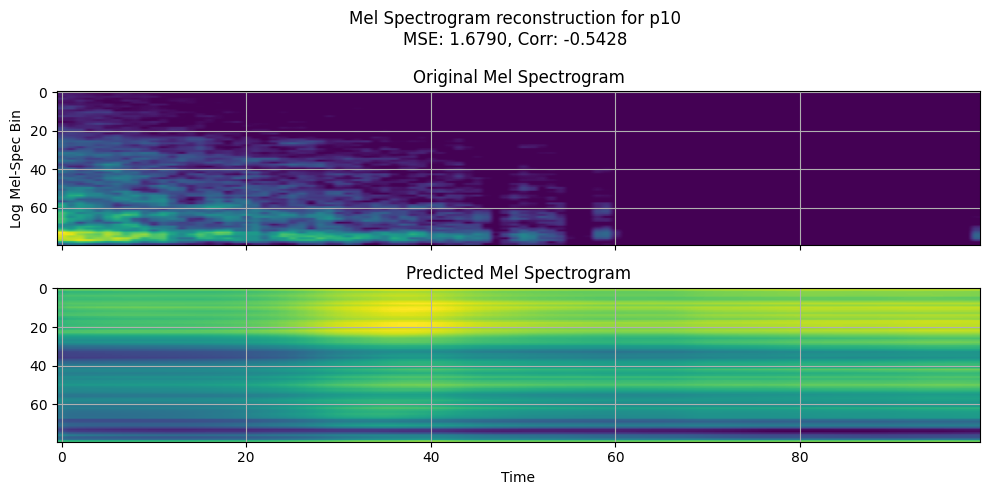 Mel Spectrogram reconstruction for p10
MSE: 1.6790, Corr: -0.5428
Original Mel Spectrogram
Log Mel-Spec Bin
0
20
40
60
Predicted Mel Spectrogram
0
20
40
60
0 20 40 60 80
Time